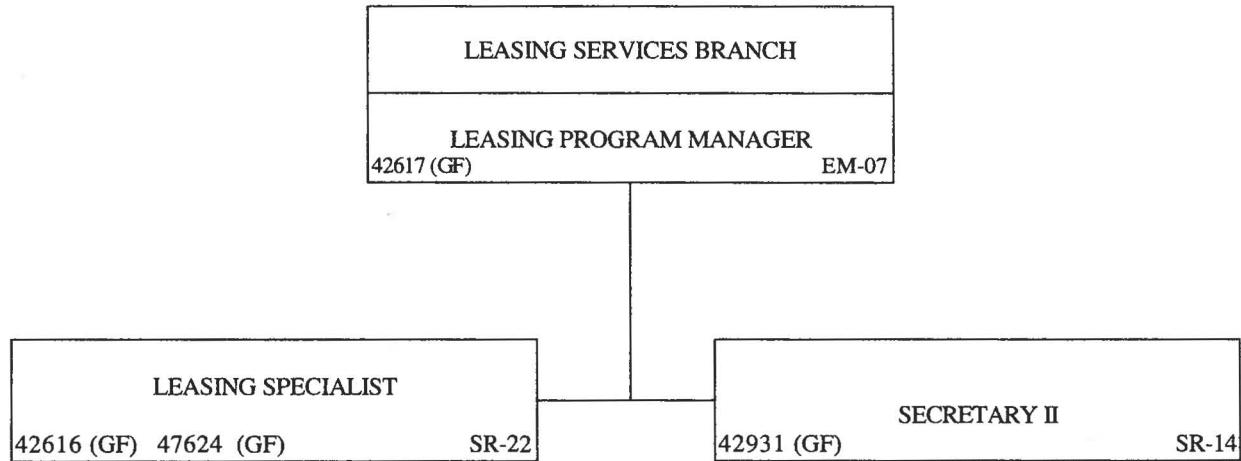 LEASING SERVICES BRANCH
LEASING PROGRAM MANAGER
42617 (GF) EM-07
LEASING SPECIALIST
42616 (GF) 47624 (GF) SR-22
SECRETARY II
42931 (GF) SR-14